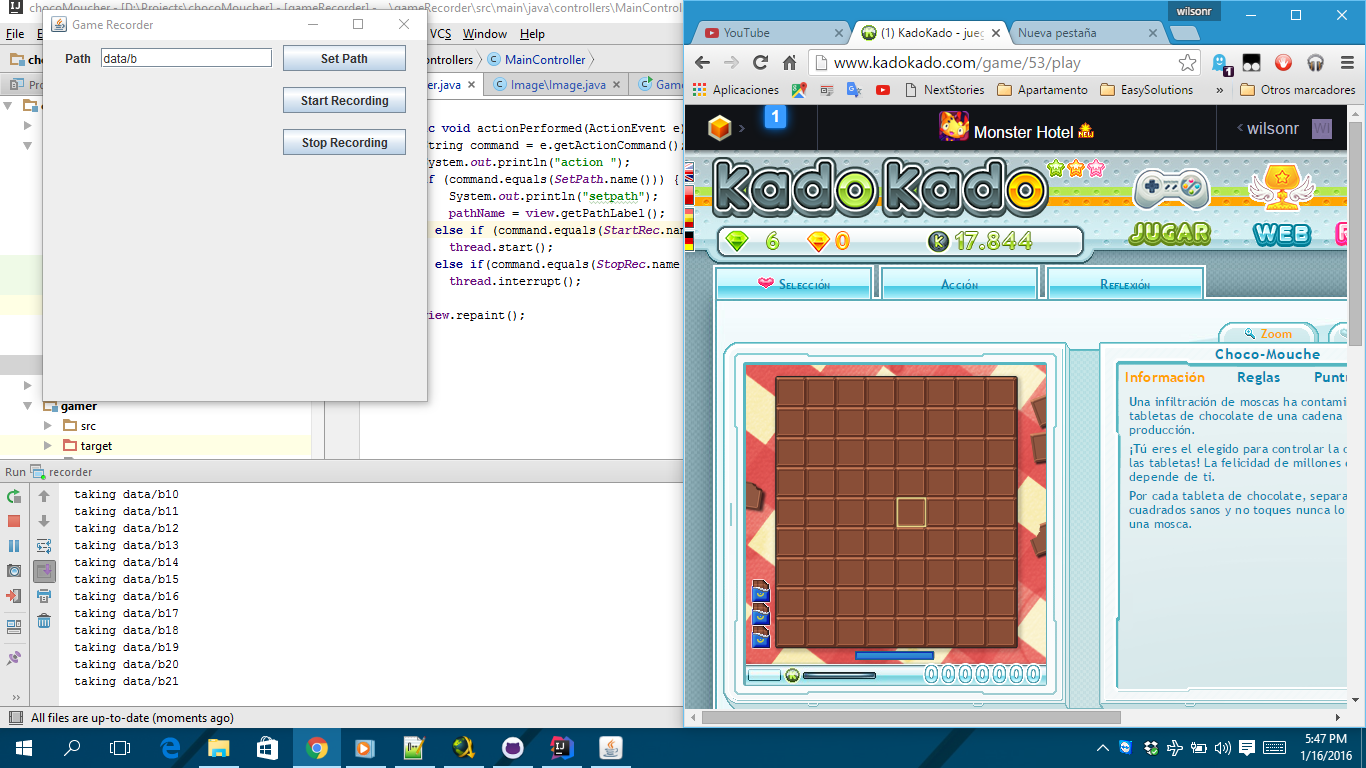 chocoMoucher - [D:\Projects\chocoMoucher] - [gameRecorder] - ...\gameRecorder\src\main\java\controllers\MainControl
Game Recorder
File
VCS Window Help
Path data/b Set Path
Start Recording
Stop Recording
MainController
Image\Image.java
void actionPerformed(ActionEvent e)
String command = e.getActionCommand();
System.out.println("action ");
if (command.equals(SetPath.name())) {
System.out.println("setpath");
pathName = view.getPathLabel();
else if (command.equals(StartRec.na
thread.start();
else if(command.equals(StopRec.name
thread.interrupt();
view.repaint();
gamer
src
target
Run recorder
taking data/b10
taking data/b11
taking data/b12
taking data/b13
taking data/b14
taking data/b15
taking data/b16
taking data/b17
taking data/b18
taking data/b19
taking data/b20
taking data/b21
All files are up-to-date (moments ago)
wilsonr
YouTube (1) KadoKado - jueg Nueva pestaña
www.kadokado.com/game/53/play
1
Aplicaciones NextStories Apartamento EasySolutions » Otros marcadores
1 Monster Hotel NEW wilsonr WI
KadoKado
6 0 K 17.844
JUGAR WEB
Selección Acción Reflexión
Zoom
Choco-Mouche
Información Reglas Puntu
Una infiltración de moscas ha contami
tabletas de chocolate de una cadena
producción.
¡Tú eres el elegido para controlar la c
las tabletas! La felicidad de millones
depende de ti.
Por cada tableta de chocolate, separa
cuadrados sanos y no toques nunca lo
una mosca.
0000000
5:47 PM
1/16/2016